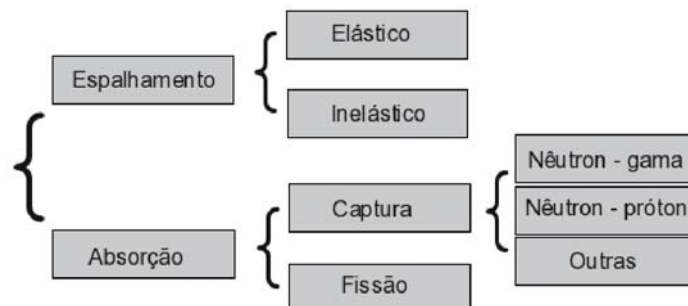 Elástico
Espalhamento
Inelástico
Nêutron - gama
Captura
Nêutron - próton
Absorção
Outras
Fissão